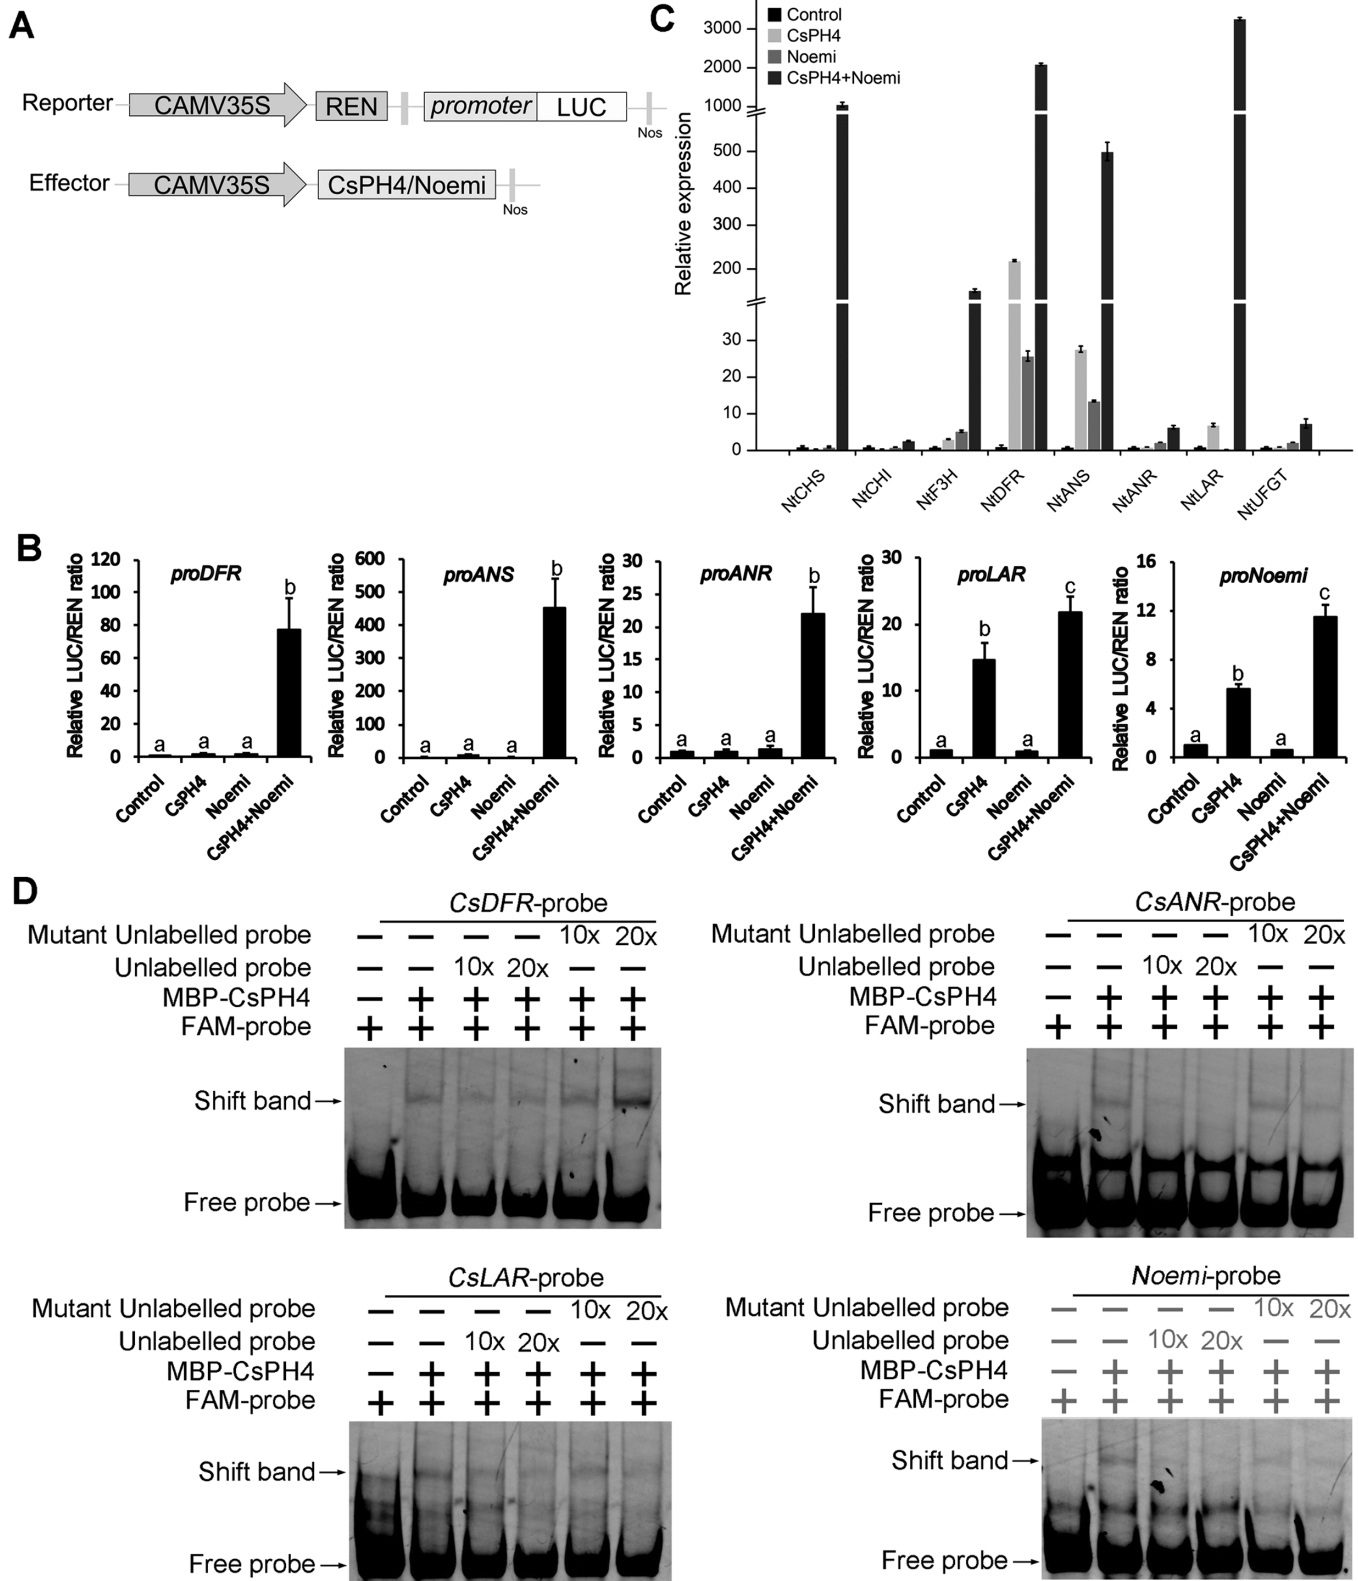 A
Reporter CAMV35S REN promoter LUC
Nos
Effector CAMV35S CsPH4/Noemi
Nos
C
Control
CsPH4
Noemi
CsPH4+Noemi
Relative expression
3000
2000
1000
500
400
300
200
30
20
10
0
NtCHS NtCHI NtF3H NtDFR NtANS NtANR NtLAR NtUFGT
B
proDFR
Relative LUC/REN ratio
120
100
80
60
40
20
0
a a a b
Control CsPH4 Noemi CsPH4+Noemi
proANS
Relative LUC/REN ratio
600
500
400
300
200
100
0
a a a b
Control CsPH4 Noemi CsPH4+Noemi
proANR
Relative LUC/REN ratio
30
25
20
15
10
5
0
a a a b
Control CsPH4 Noemi CsPH4+Noemi
proLAR
Relative LUC/REN ratio
30
20
10
0
a b a c
Control CsPH4 Noemi CsPH4+Noemi
proNoemi
Relative LUC/REN ratio
16
12
8
4
0
a b a c
Control CsPH4 Noemi CsPH4+Noemi
D
CsDFR-probe
Mutant Unlabelled probe — — — — 10x 20x
Unlabelled probe — — 10x 20x — —
MBP-CsPH4 — + + + + +
FAM-probe + + + + + +
Shift band
Free probe
CsANR-probe
Mutant Unlabelled probe — — — — 10x 20x
Unlabelled probe — — 10x 20x — —
MBP-CsPH4 — + + + + +
FAM-probe + + + + + +
Shift band
Free probe
CsLAR-probe
Mutant Unlabelled probe — — — — 10x 20x
Unlabelled probe — — 10x 20x — —
MBP-CsPH4 — + + + + +
FAM-probe + + + + + +
Shift band
Free probe
Noemi-probe
Mutant Unlabelled probe — — — — 10x 20x
Unlabelled probe — — 10x 20x — —
MBP-CsPH4 — + + + + +
FAM-probe + + + + + +
Shift band
Free probe